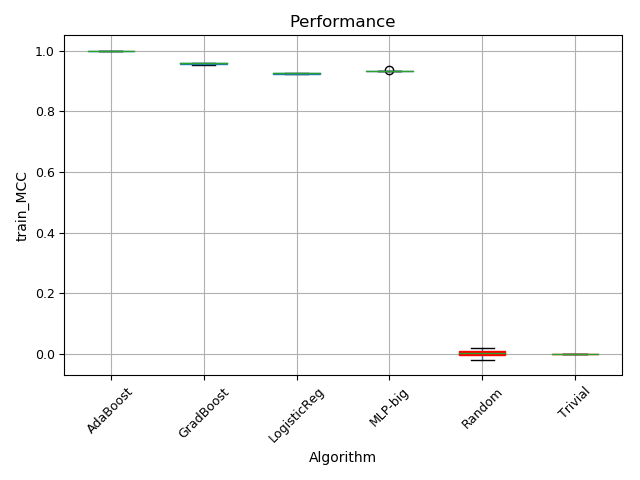 Performance
train_MCC
1.0
0.8
0.6
0.4
0.2
0.0
AdaBoost
GradBoost
LogisticReg
MLP-big
Random
Trivial
Algorithm